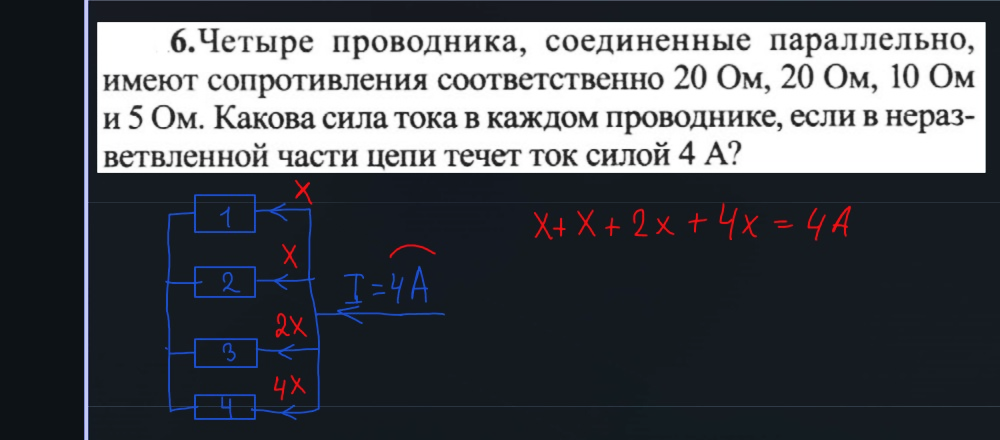 6.Четыре проводника, соединенные параллельно,
имеют сопротивления соответственно 20 Ом, 20 Ом, 10 Ом
и 5 Ом. Какова сила тока в каждом проводнике, если в нераз-
ветвленной части цепи течет ток силой 4 А?
x
1
x+x+2x+4x=4A
x
2
I=4A
2x
3
4x
4